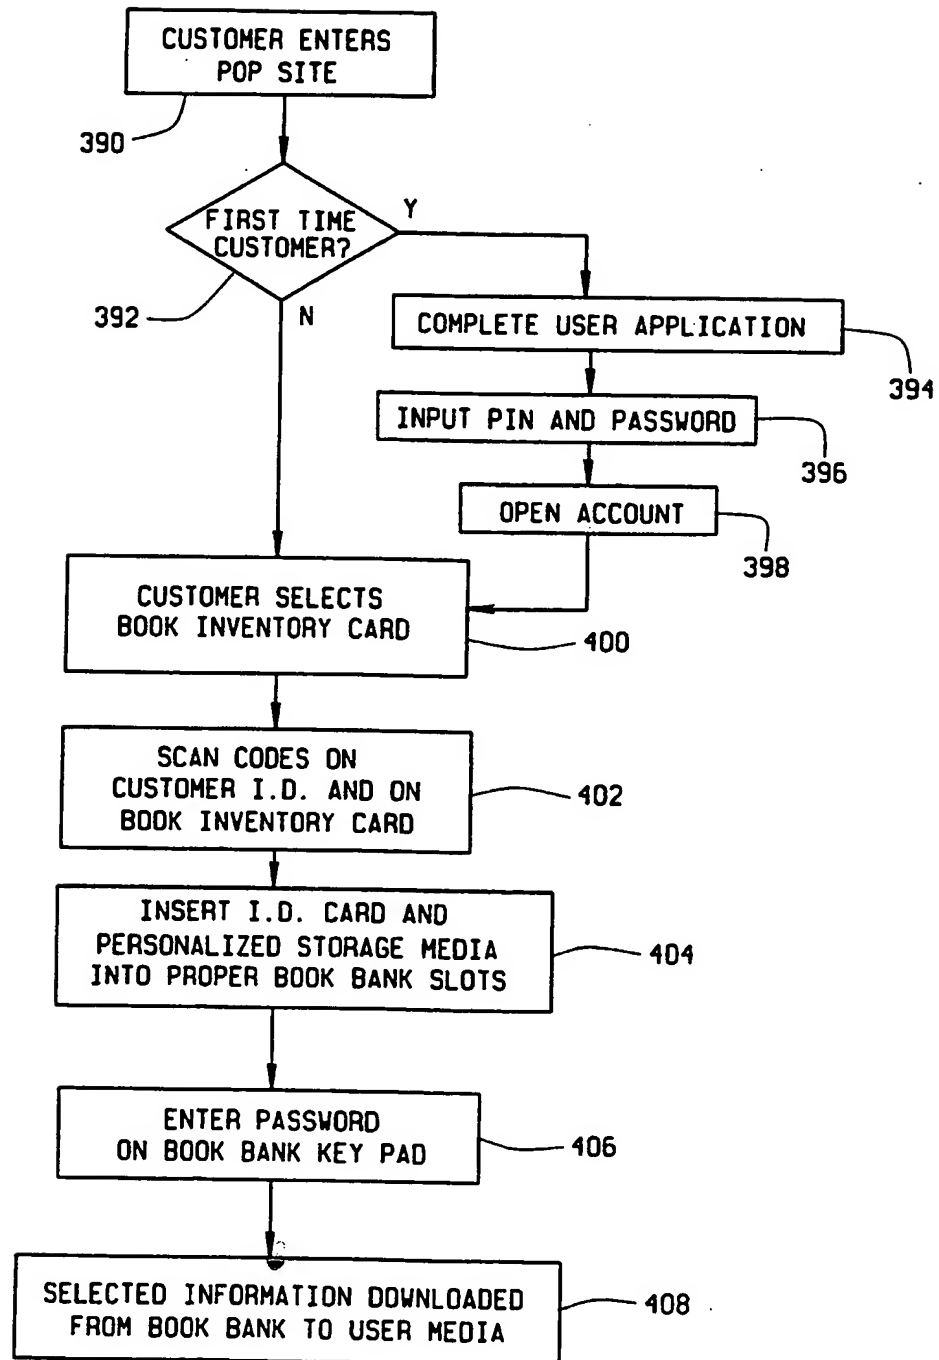 CUSTOMER ENTERS
POP SITE
390
FIRST TIME
CUSTOMER?
Y
392
N
COMPLETE USER APPLICATION
394
INPUT PIN AND PASSWORD
396
OPEN ACCOUNT
398
CUSTOMER SELECTS
BOOK INVENTORY CARD
400
SCAN CODES ON
CUSTOMER I.D. AND ON
BOOK INVENTORY CARD
402
INSERT I.D. CARD AND
PERSONALIZED STORAGE MEDIA
INTO PROPER BOOK BANK SLOTS
404
ENTER PASSWORD
ON BOOK BANK KEY PAD
406
SELECTED INFORMATION DOWNLOADED
FROM BOOK BANK TO USER MEDIA
408